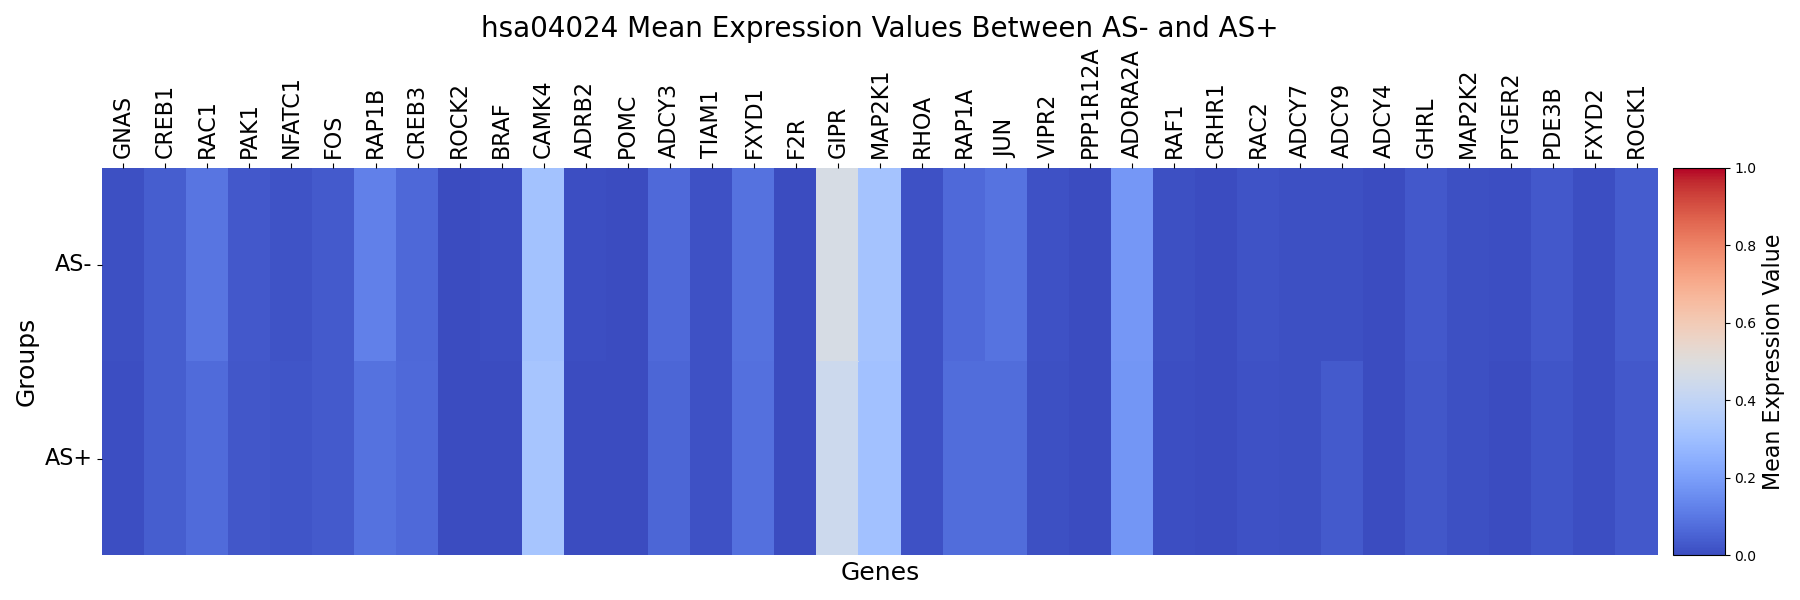 hsa04024 Mean Expression Values Between AS- and AS+
GNAS
CREB1
RAC1
PAK1
NFATC1
FOS
RAP1B
CREB3
ROCK2
BRAF
CAMK4
ADRB2
POMC
ADCY3
TIAM1
FXYD1
F2R
GIPR
MAP2K1
RHOA
RAP1A
JUN
VIPR2
PPP1R12A
ADORA2A
RAF1
CRHR1
RAC2
ADCY7
ADCY9
ADCY4
GHRL
MAP2K2
PTGER2
PDE3B
FXYD2
ROCK1
AS-
AS+
Groups
Genes
1.0
0.8
0.6
0.4
0.2
0.0
Mean Expression Value